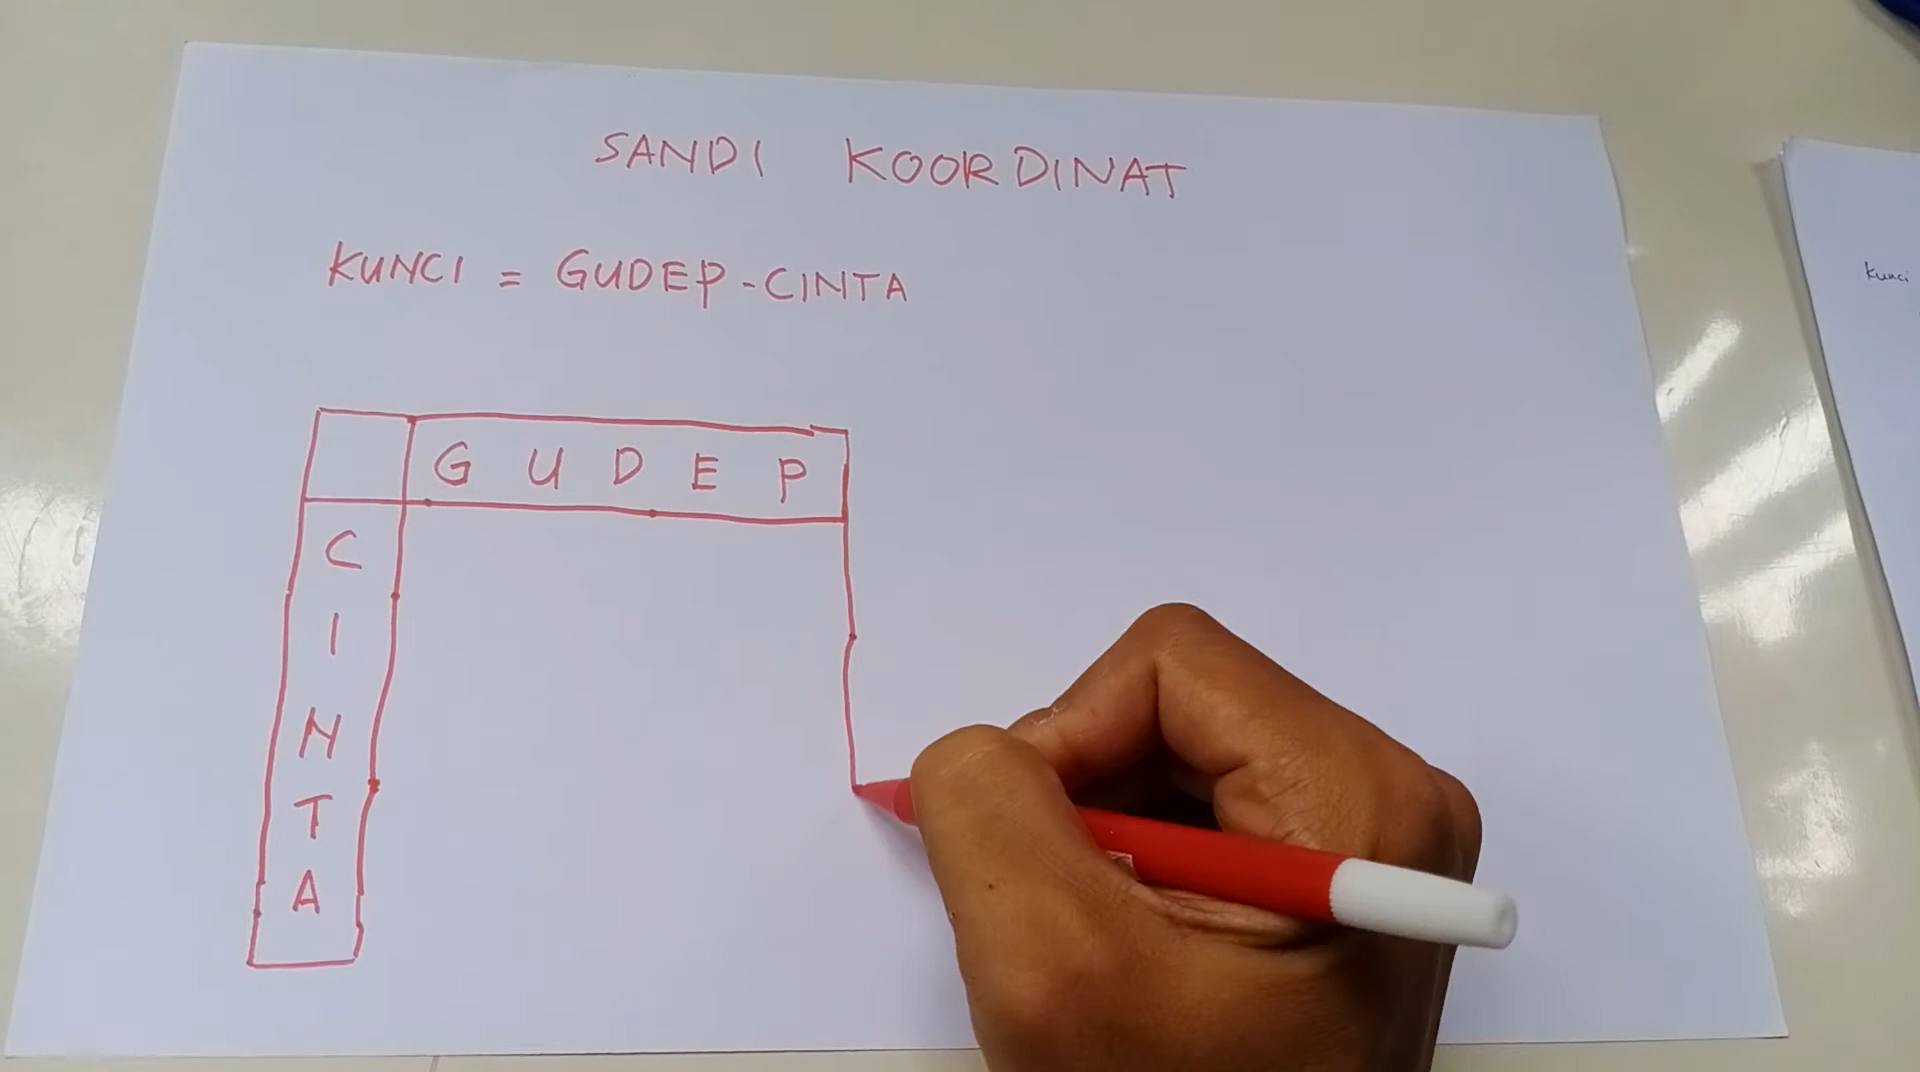 SANDI KOORDINAT
KUNCI = GUDEP - CINTA
Kunci
G U D E P
C
I
N
T
A